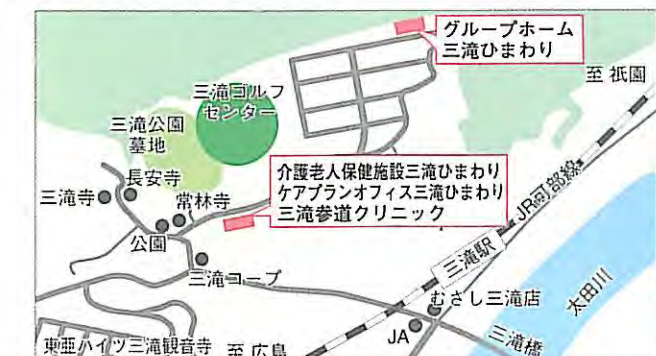 グループホーム
三滝ひまわり
至 祇園
三滝ゴルフ
センター
三滝公園
墓地
介護老人保健施設三滝ひまわり
ケアプランオフィス三滝ひまわり
三滝参道クリニック
長安寺
三滝寺
常林寺
公園
JR可部線
三滝駅
三滝コープ
むさし三滝店
太田川
JA
三滝橋
東亜ハイツ三滝観音寺
至 広島